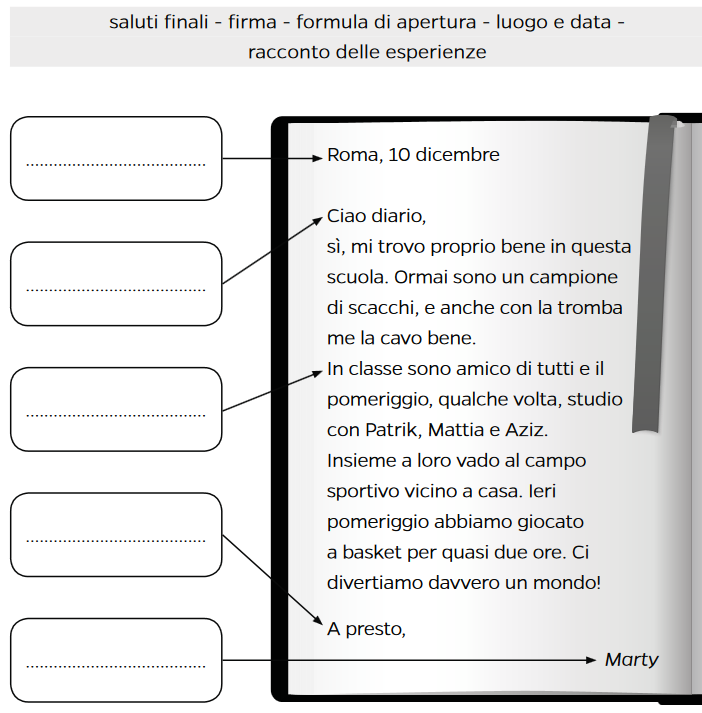 saluti finali - firma - formula di apertura - luogo e data -
racconto delle esperienze
Roma, 10 dicembre
Ciao diario,
sì, mi trovo proprio bene in questa
scuola. Ormai sono un campione
di scacchi, e anche con la tromba
me la cavo bene.
In classe sono amico di tutti e il
pomeriggio, qualche volta, studio
con Patrik, Mattia e Aziz.
Insieme a loro vado al campo
sportivo vicino a casa. Ieri
pomeriggio abbiamo giocato
a basket per quasi due ore. Ci
divertiamo davvero un mondo!
A presto,
Marty